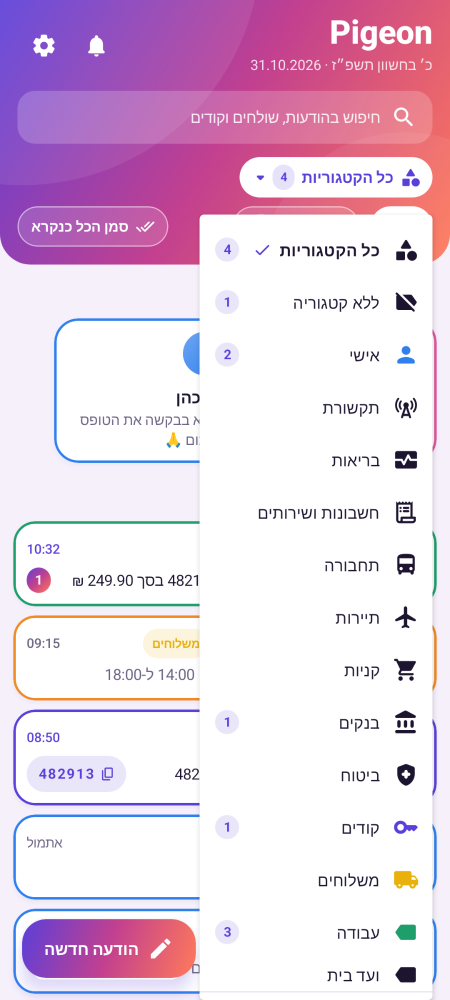 Pigeon
כ׳ בחשוון תשפ״ז · 31.10.2026
חיפוש בהודעות, שולחים וקודים
כל הקטגוריות 4
סמן הכל כנקרא
כל הקטגוריות 4
ללא קטגוריה 1
אישי 2
תקשורת
בריאות
חשבונות ושירותים
תחבורה
תיירות
קניות
בנקים 1
ביטוח
קודים 1
משלוחים
עבודה 3
ועד בית
כהן
א בבקשה את הטופס
🙏
10:32
4821 בסך 249.90 ₪
1
משלוחים
09:15
14:00 ל-18:00
08:50
482
482913
אתמול
הודעה חדשה